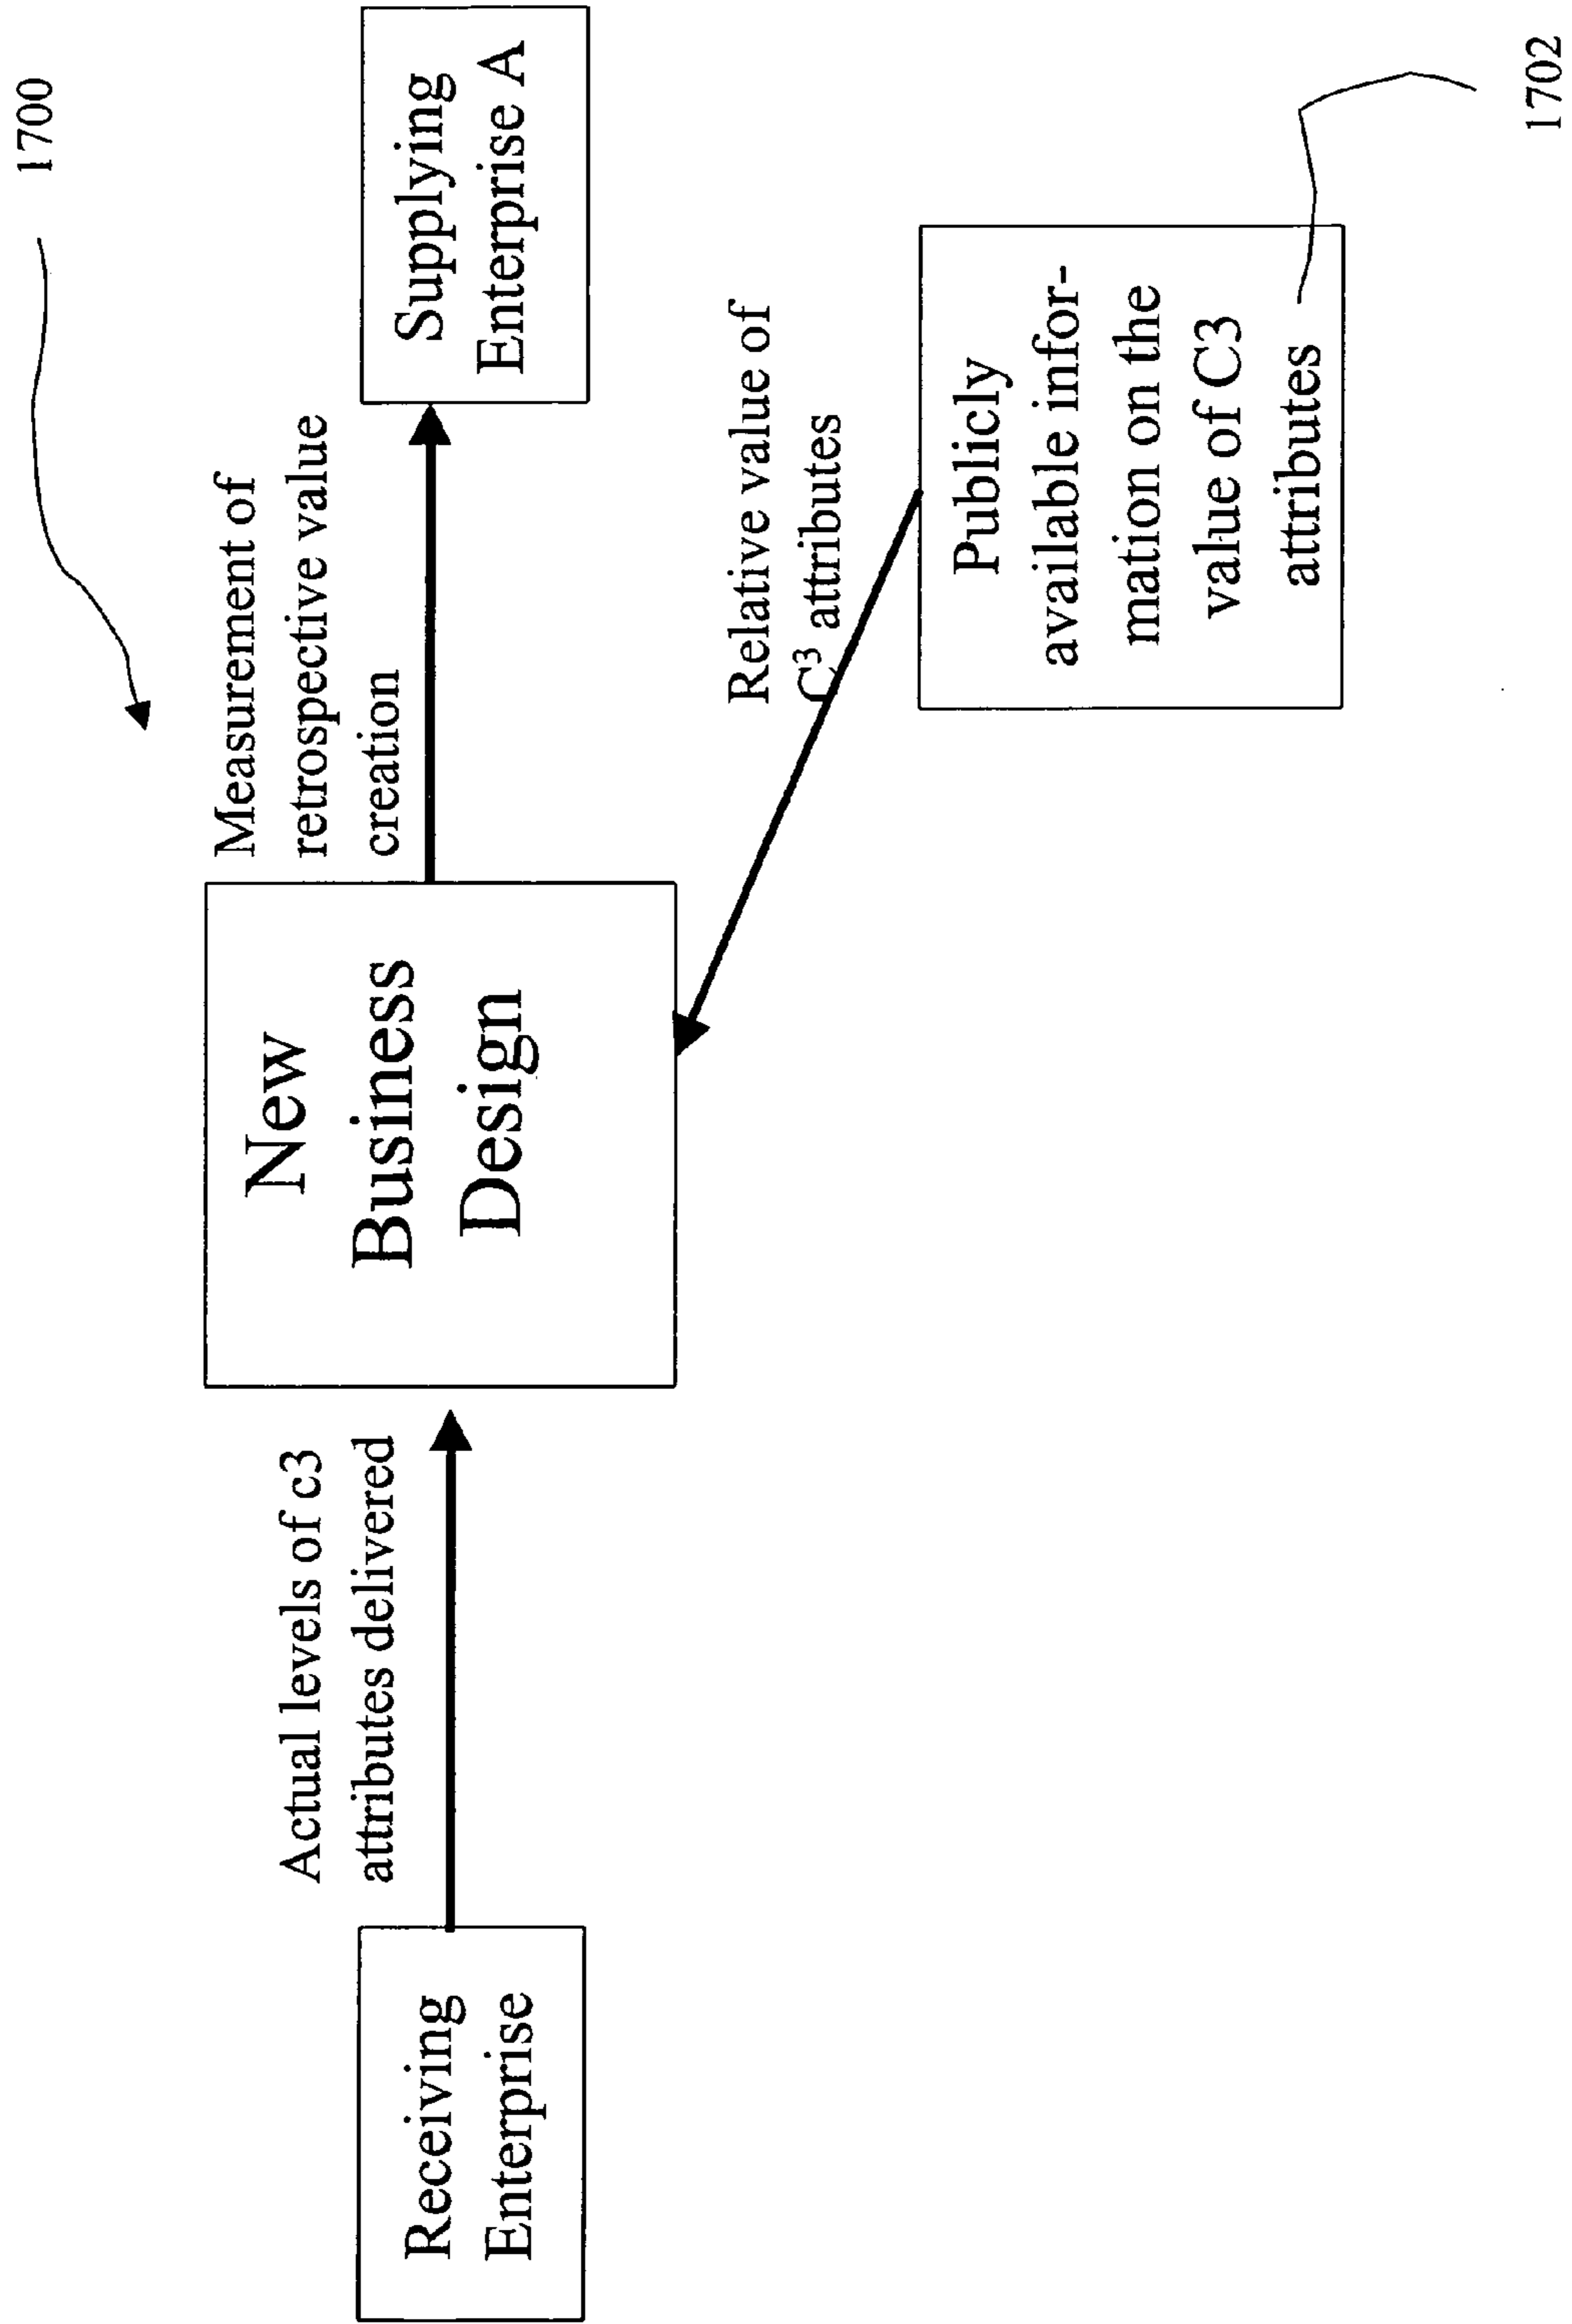 1700
Measurement of
retrospective value
creation
Supplying
Enterprise A
New
Business
Design
Actual levels of c3
attributes delivered
Receiving
Enterprise
Relative value of
C³ attributes
Publicly
available infor-
mation on the
value of C3
attributes
1702